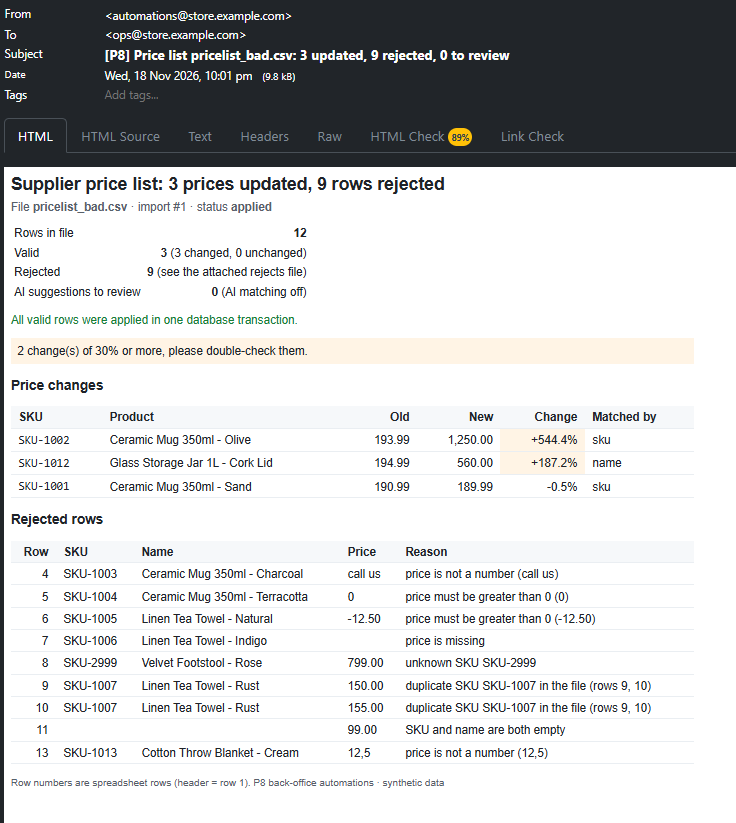 From <automations@store.example.com>
To <ops@store.example.com>
Subject [P8] Price list pricelist_bad.csv: 3 updated, 9 rejected, 0 to review
Date Wed, 18 Nov 2026, 10:01 pm (9.8 kB)
Tags Add tags...
HTML HTML Source Text Headers Raw HTML Check 89% Link Check
Supplier price list: 3 prices updated, 9 rows rejected
File pricelist_bad.csv · import #1 · status applied
Rows in file 12
Valid 3 (3 changed, 0 unchanged)
Rejected 9 (see the attached rejects file)
AI suggestions to review 0 (AI matching off)
All valid rows were applied in one database transaction.
2 change(s) of 30% or more, please double-check them.
Price changes
SKU Product Old New Change Matched by
SKU-1002 Ceramic Mug 350ml - Olive 193.99 1,250.00 +544.4% sku
SKU-1012 Glass Storage Jar 1L - Cork Lid 194.99 560.00 +187.2% name
SKU-1001 Ceramic Mug 350ml - Sand 190.99 189.99 -0.5% sku
Rejected rows
Row SKU Name Price Reason
4 SKU-1003 Ceramic Mug 350ml - Charcoal call us price is not a number (call us)
5 SKU-1004 Ceramic Mug 350ml - Terracotta 0 price must be greater than 0 (0)
6 SKU-1005 Linen Tea Towel - Natural -12.50 price must be greater than 0 (-12.50)
7 SKU-1006 Linen Tea Towel - Indigo price is missing
8 SKU-2999 Velvet Footstool - Rose 799.00 unknown SKU SKU-2999
9 SKU-1007 Linen Tea Towel - Rust 150.00 duplicate SKU SKU-1007 in the file (rows 9, 10)
10 SKU-1007 Linen Tea Towel - Rust 155.00 duplicate SKU SKU-1007 in the file (rows 9, 10)
11 99.00 SKU and name are both empty
13 SKU-1013 Cotton Throw Blanket - Cream 12,5 price is not a number (12,5)
Row numbers are spreadsheet rows (header = row 1). P8 back-office automations · synthetic data